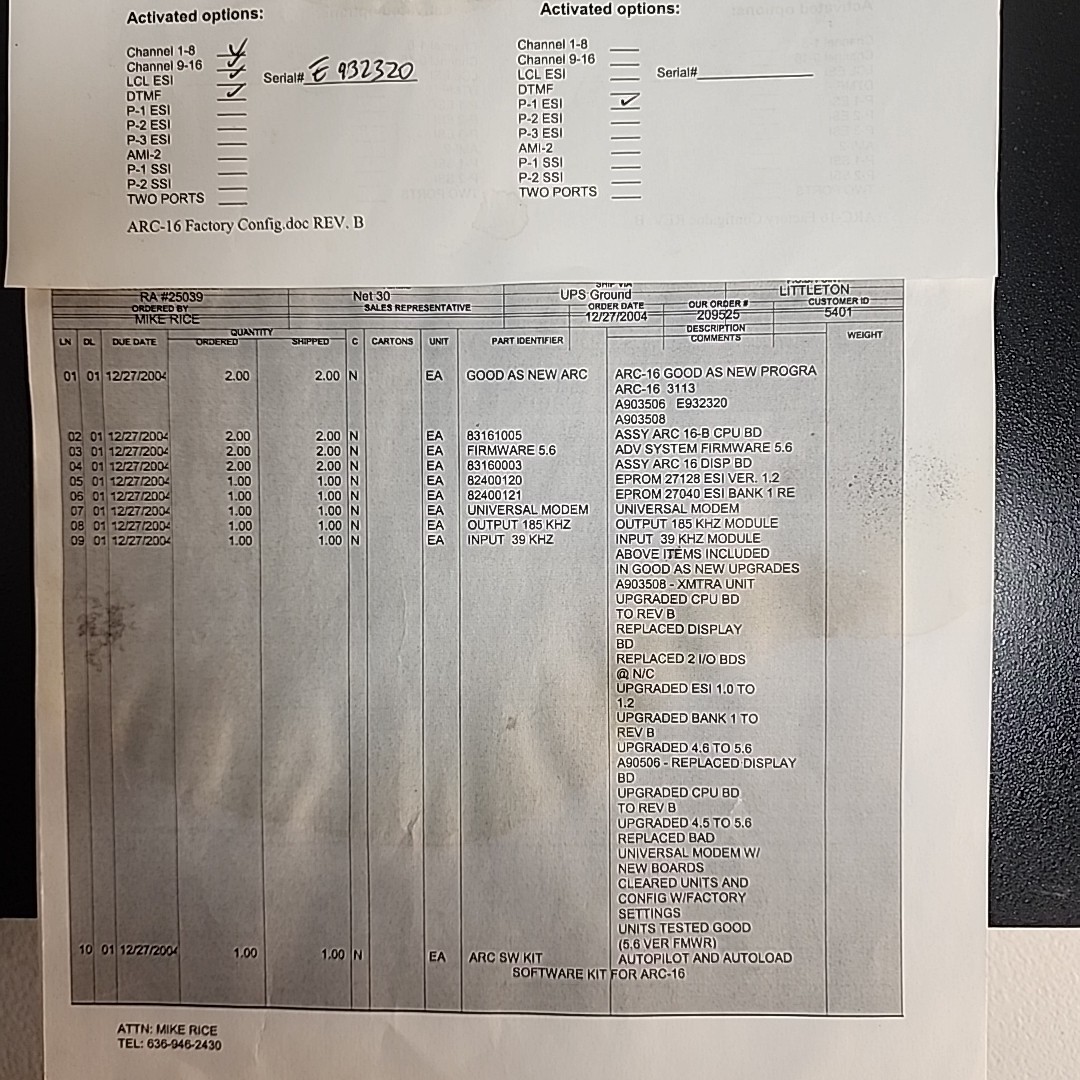 Activated options:
Channel 1-8
Channel 9-16
LCL ESI
DTMF
P-1 ESI
P-2 ESI
P-3 ESI
AMI-2
P-1 SSI
P-2 SSI
TWO PORTS
Serial# E 932320
ARC-16 Factory Config.doc REV. B
Activated options:
Channel 1-8
Channel 9-16
LCL ESI
DTMF
P-1 ESI
P-2 ESI
P-3 ESI
AMI-2
P-1 SSI
P-2 SSI
TWO PORTS
Serial#
RA #25039 Net 30 SHIP VIA UPS Ground LITTLETON
ORDERED BY SALES REPRESENTATIVE ORDER DATE OUR ORDER # CUSTOMER ID
MIKE RICE 12/27/2004 209525 5401
LN DL DUE DATE QUANTITY ORDERED SHIPPED C CARTONS UNIT PART IDENTIFIER DESCRIPTION COMMENTS WEIGHT
01 01 12/27/2004 2.00 2.00 N EA GOOD AS NEW ARC ARC-16 GOOD AS NEW PROGRA
ARC-16 3113
A903506 E932320
A903508
02 01 12/27/2004 2.00 2.00 N EA 83161005 ASSY ARC 16-B CPU BD
03 01 12/27/2004 2.00 2.00 N EA FIRMWARE 5.6 ADV SYSTEM FIRMWARE 5.6
04 01 12/27/2004 2.00 2.00 N EA 83160003 ASSY ARC 16 DISP BD
05 01 12/27/2004 1.00 1.00 N EA 82400120 EPROM 27128 ESI VER. 1.2
06 01 12/27/2004 1.00 1.00 N EA 82400121 EPROM 27040 ESI BANK 1 RE
07 01 12/27/2004 1.00 1.00 N EA UNIVERSAL MODEM UNIVERSAL MODEM
08 01 12/27/2004 1.00 1.00 N EA OUTPUT 185 KHZ OUTPUT 185 KHZ MODULE
09 01 12/27/2004 1.00 1.00 N EA INPUT 39 KHZ INPUT 39 KHZ MODULE
ABOVE ITEMS INCLUDED
IN GOOD AS NEW UPGRADES
A903508 - XMTRA UNIT
UPGRADED CPU BD
TO REV B
REPLACED DISPLAY
BD
REPLACED 2 I/O BDS
@ N/C
UPGRADED ESI 1.0 TO
1.2
UPGRADED BANK 1 TO
REV B
UPGRADED 4.6 TO 5.6
A90506 - REPLACED DISPLAY
BD
UPGRADED CPU BD
TO REV B
UPGRADED 4.5 TO 5.6
REPLACED BAD
UNIVERSAL MODEM W/
NEW BOARDS
CLEARED UNITS AND
CONFIG W/FACTORY
SETTINGS
UNITS TESTED GOOD
(5.6 VER FMWR)
10 01 12/27/2004 1.00 1.00 N EA ARC SW KIT AUTOPILOT AND AUTOLOAD
SOFTWARE KIT FOR ARC-16
ATTN: MIKE RICE
TEL: 636-946-2430